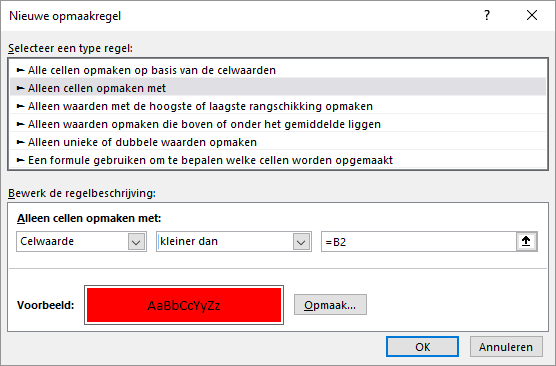 Nieuwe opmaakregel ?
Selecteer een type regel:
► Alle cellen opmaken op basis van de celwaarden
► Alleen cellen opmaken met
► Alleen waarden met de hoogste of laagste rangschikking opmaken
► Alleen waarden opmaken die boven of onder het gemiddelde liggen
► Alleen unieke of dubbele waarden opmaken
► Een formule gebruiken om te bepalen welke cellen worden opgemaakt
Bewerk de regelbeschrijving:
Alleen cellen opmaken met:
Celwaarde kleiner dan =B2
Voorbeeld: AaBbCcYyZz Opmaak...
OK Annuleren